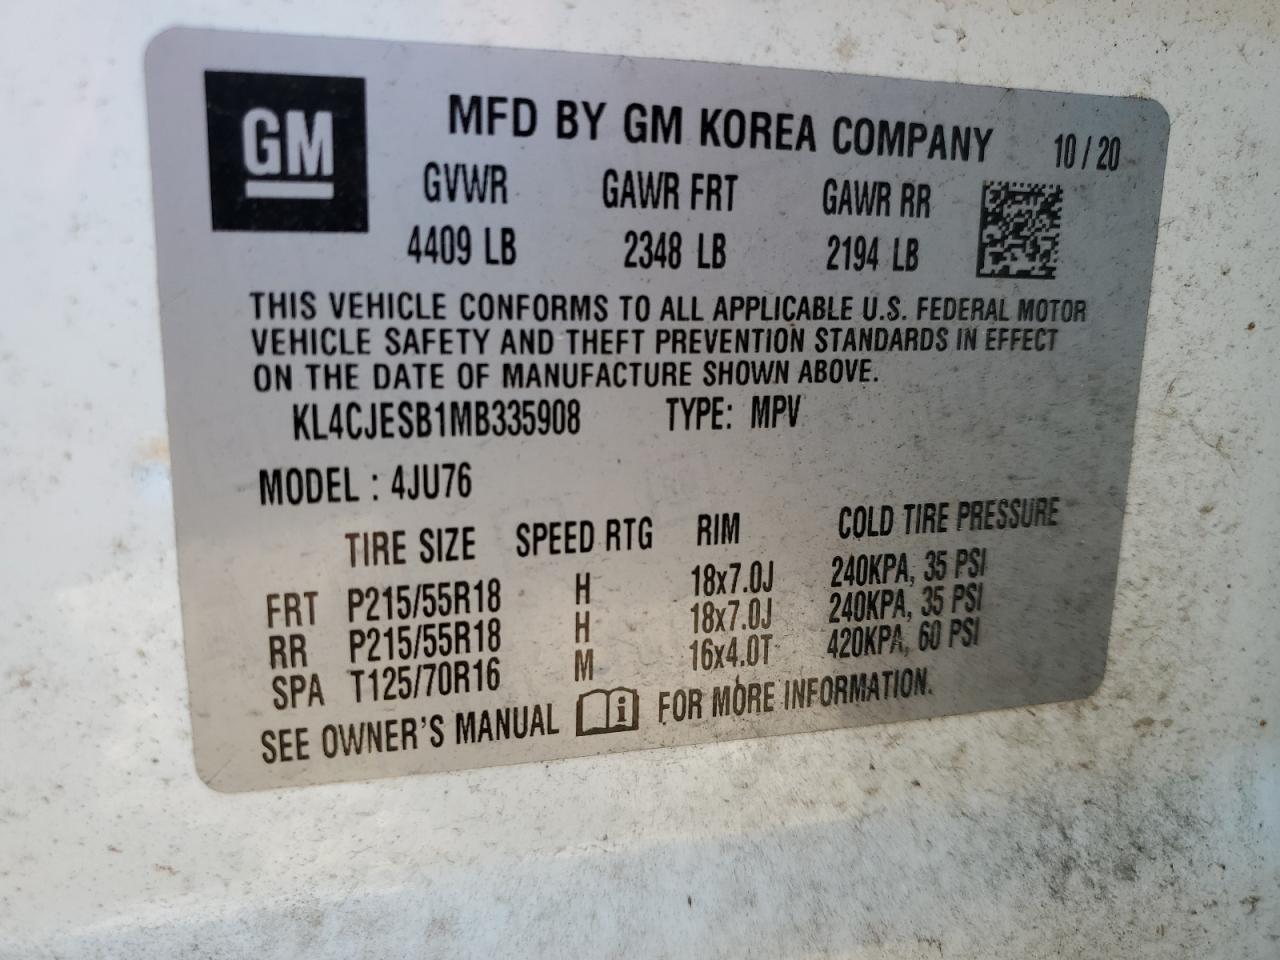 GM
MFD BY GM KOREA COMPANY 10/20
GVWR GAWR FRT GAWR RR
4409 LB 2348 LB 2194 LB
THIS VEHICLE CONFORMS TO ALL APPLICABLE U.S. FEDERAL MOTOR
VEHICLE SAFETY AND THEFT PREVENTION STANDARDS IN EFFECT
ON THE DATE OF MANUFACTURE SHOWN ABOVE.
KL4CJESB1MB335908 TYPE: MPV
MODEL : 4JU76
TIRE SIZE SPEED RTG RIM COLD TIRE PRESSURE
FRT P215/55R18 H 18x7.0J 240KPA, 35 PSI
RR P215/55R18 H 18x7.0J 240KPA, 35 PSI
SPA T125/70R16 M 16x4.0T 420KPA, 60 PSI
SEE OWNER'S MANUAL i FOR MORE INFORMATION.